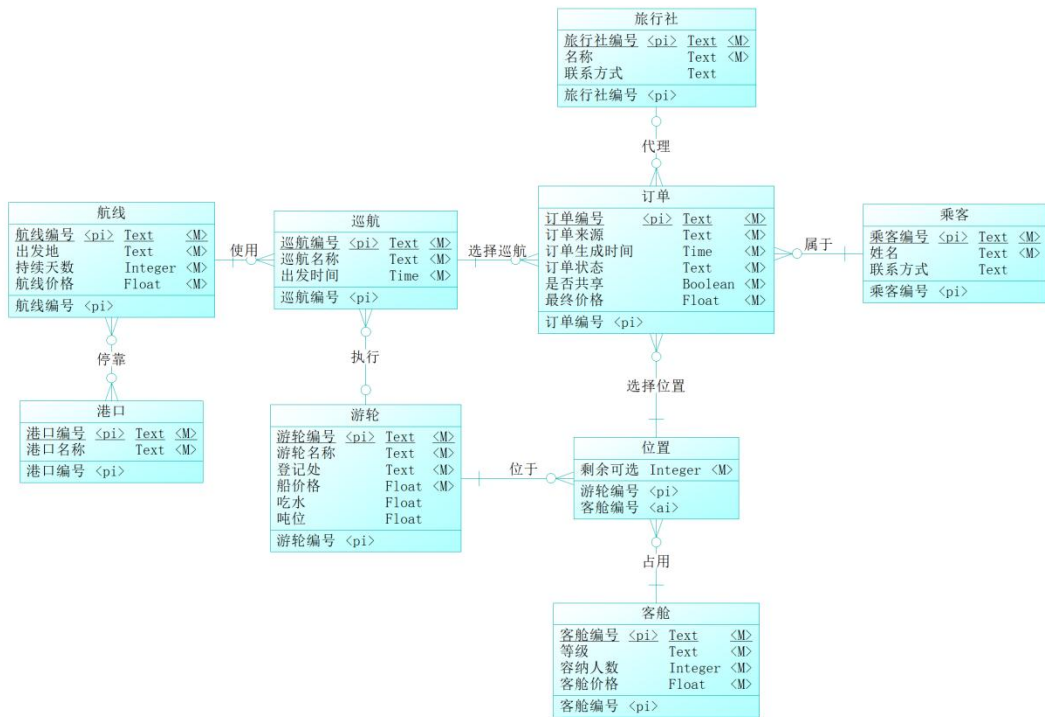 旅行社
旅行社编号 <pi> Text <M>
名称 Text <M>
联系方式 Text
旅行社编号 <pi>
代理
订单
订单编号 <pi> Text <M>
订单来源 Text <M>
订单生成时间 Time <M>
订单状态 Text <M>
是否共享 Boolean <M>
最终价格 Float <M>
订单编号 <pi>
航线
航线编号 <pi> Text <M>
出发地 Text <M>
持续天数 Integer <M>
航线价格 Float <M>
航线编号 <pi>
使用
巡航
巡航编号 <pi> Text <M>
巡航名称 Text <M>
出发时间 Time <M>
巡航编号 <pi>
选择巡航
属于
乘客
乘客编号 <pi> Text <M>
姓名 Text <M>
联系方式 Text
乘客编号 <pi>
停靠
执行
选择位置
港口
港口编号 <pi> Text <M>
港口名称 Text <M>
港口编号 <pi>
游轮
游轮编号 <pi> Text <M>
游轮名称 Text <M>
登记处 Text <M>
船价格 Float <M>
吃水 Float
吨位 Float
游轮编号 <pi>
位于
位置
剩余可选 Integer <M>
游轮编号 <pi>
客舱编号 <ai>
占用
客舱
客舱编号 <pi> Text <M>
等级 Text <M>
容纳人数 Integer <M>
客舱价格 Float <M>
客舱编号 <pi>